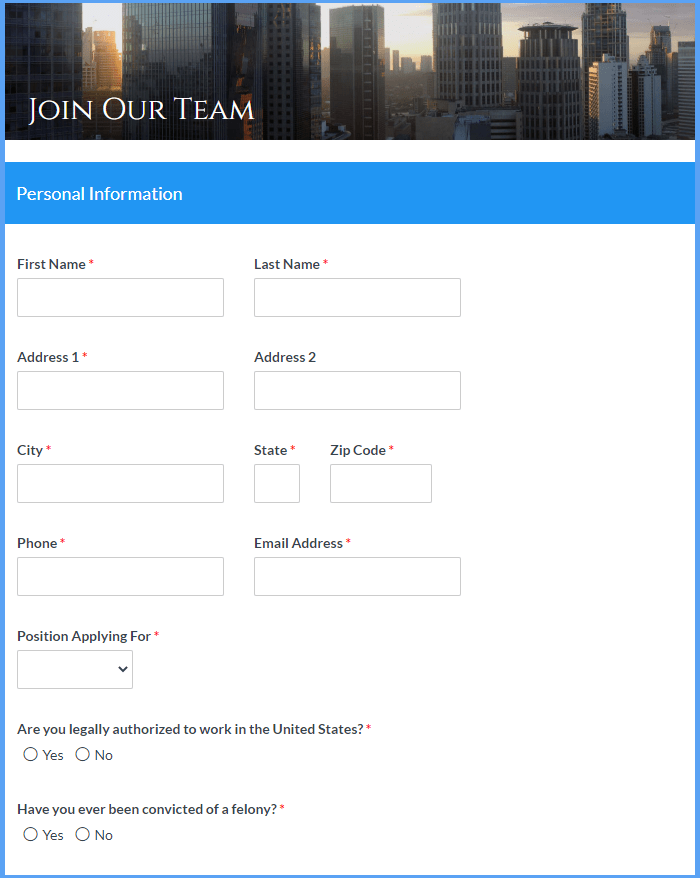 Join Our Team
Personal Information
First Name * Last Name *
Address 1 * Address 2
City * State * Zip Code *
Phone * Email Address *
Position Applying For *
Are you legally authorized to work in the United States? *
Yes No
Have you ever been convicted of a felony? *
Yes No